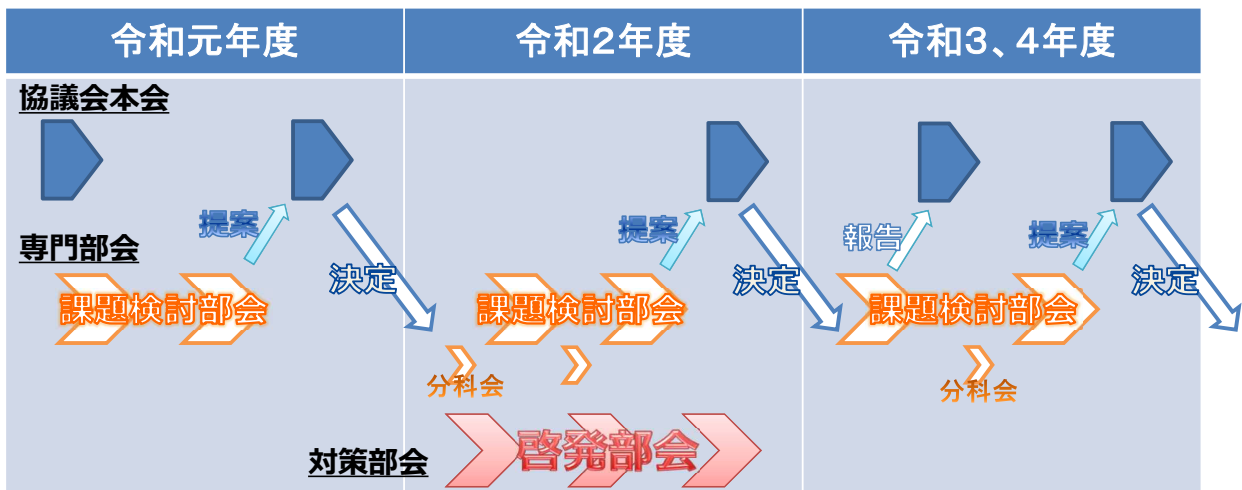 令和元年度
令和２年度
令和３、４年度
協議会本会
提案
提案
報告
提案
専門部会
決定
決定
決定
課題検討部会
課題検討部会
課題検討部会
分科会
分科会
対策部会
啓発部会